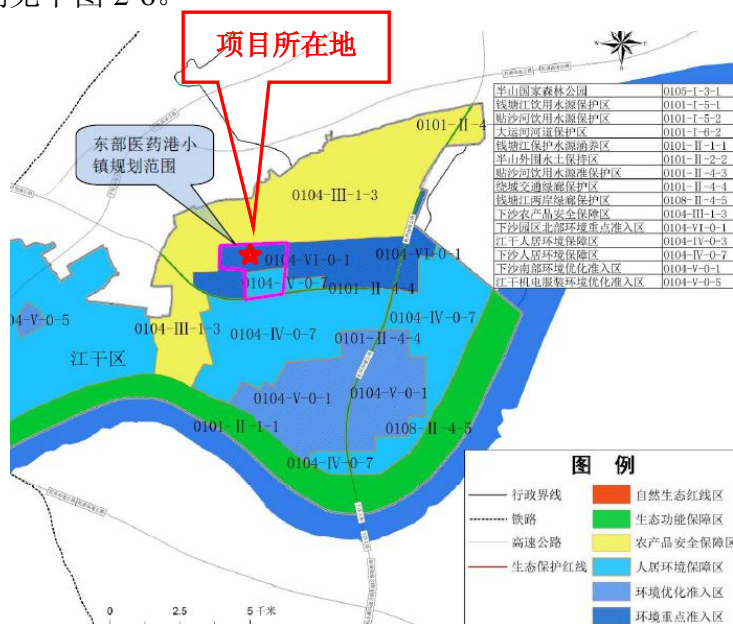 项目所在地
东部医药港小
镇规划范围
半山国家森林公园 0105-I-3-1
钱塘江饮用水源保护区 0101-I-5-1
贴沙河饮用水源保护区 0101-I-5-2
大运河河道保护区 0101-I-6-2
钱塘江保护水源涵养区 0101-II-1-1
半山外围水土保持区 0101-II-2-2
贴沙河饮用水源准保护区 0101-II-4-3
绕城交通绿廊保护区 0101-II-4-4
钱塘江两岸绿廊保护区 0108-II-4-5
下沙农产品安全保障区 0104-III-1-3
下沙园区北部环境重点准入区 0104-VI-0-1
江干人居环境保障区 0104-IV-0-3
下沙人居环境保障区 0104-IV-0-7
下沙南部环境优化准入区 0104-V-0-1
江干机电服装环境优化准入区 0104-V-0-5
0101-II-4
0104-III-1-3
0104-VI-0-1
0104-VI-0-1
0104-IV-0-7
0101-II-4-4
04-V-0-5
0104-III-1-3
0104-IV-0-7
0104-IV-0-7
0101-II-4-4
江干区
0104-V-0-1
0104-V-0-1
0101-II-1-1
0108-II-4-5
0104-IV-0-7
图 例
行政界线
铁路
高速公路
生态保护红线
自然生态红线区
生态功能保障区
农产品安全保障区
人居环境保障区
环境优化准入区
环境重点准入区
0 2.5 5 千米